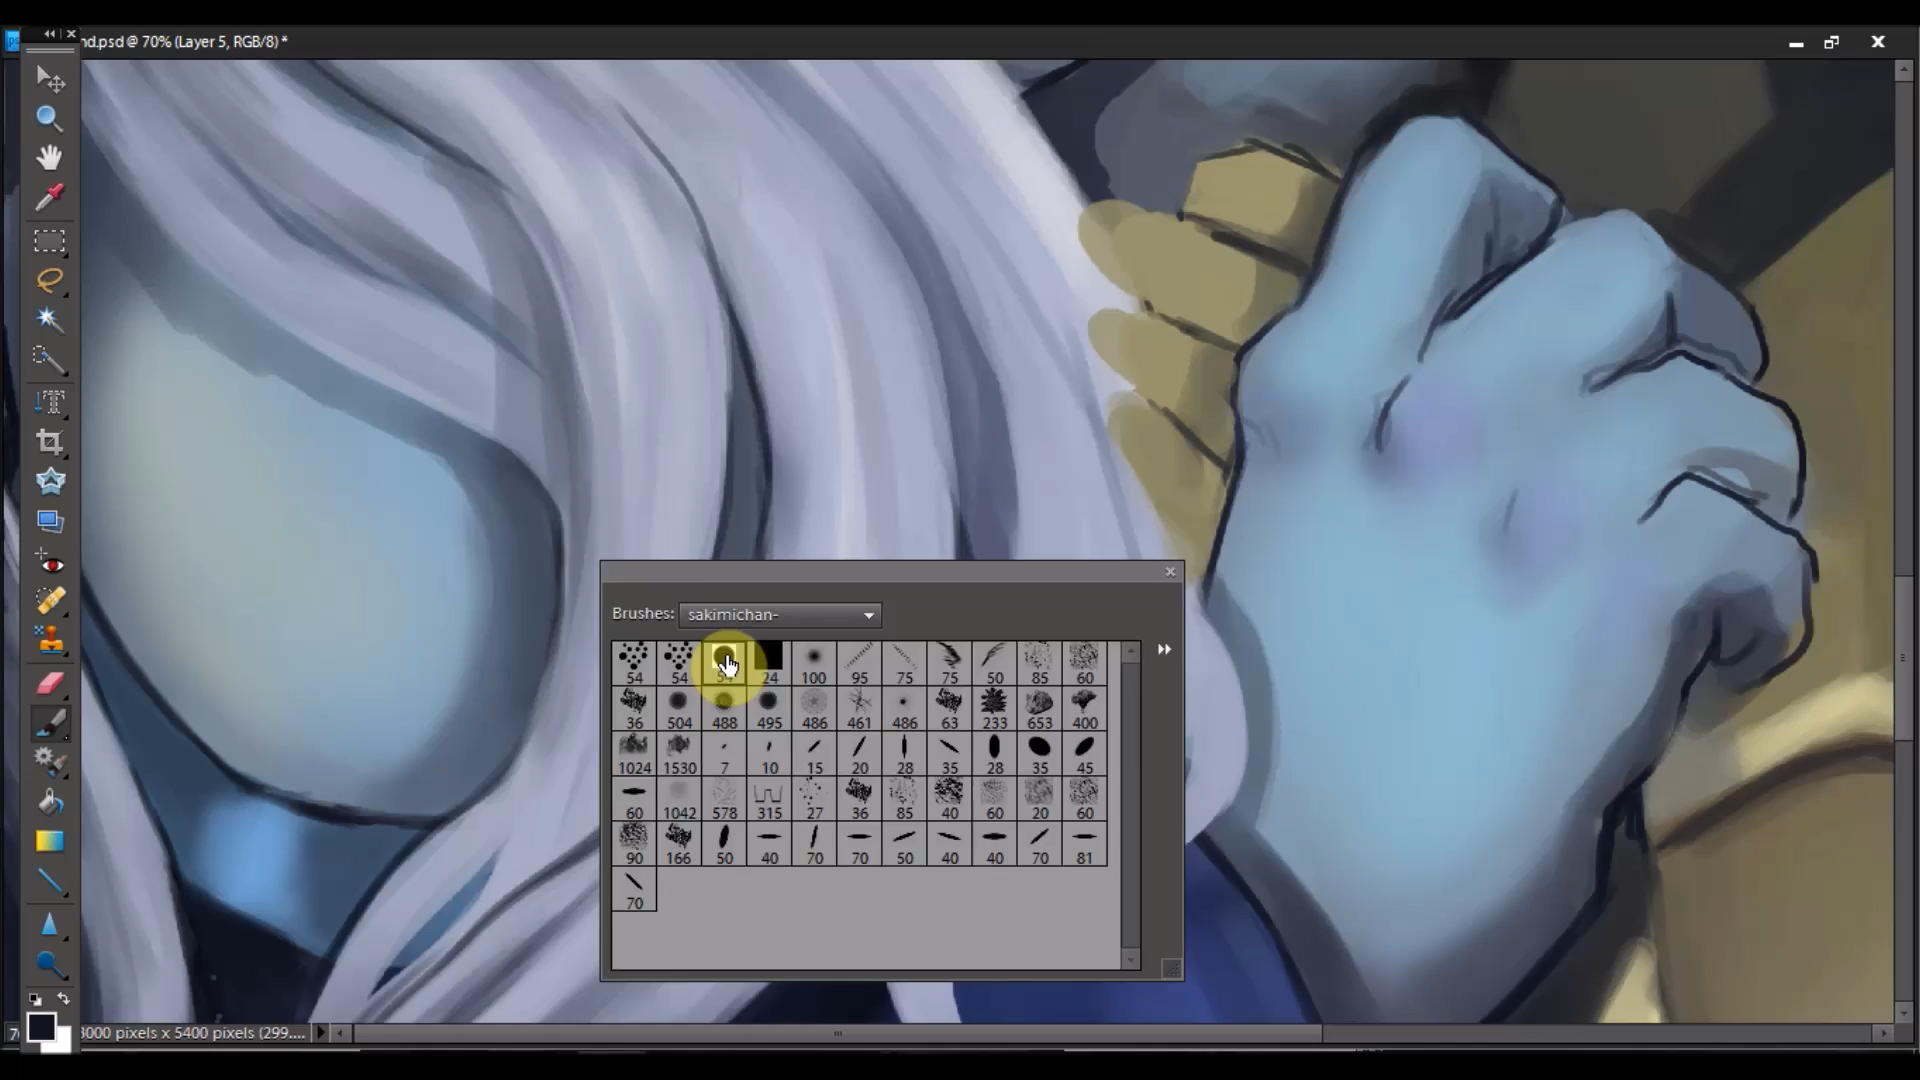 nd.psd @ 70% (Layer 5, RGB/8) *
Brushes: sakimichan-
54 54 54 24 100 95 75 75 50 85 60
36 504 488 495 486 461 486 63 233 653 400
1024 1530 7 10 15 20 28 35 28 35 45
60 1042 578 315 27 36 85 40 60 20 60
90 166 50 40 70 70 50 40 40 70 81
70
3000 pixels x 5400 pixels (299....